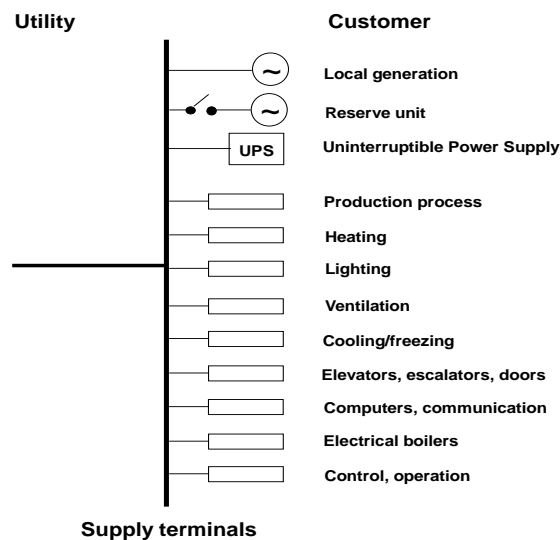 Utility
Customer
~
Local generation
~
Reserve unit
UPS
Uninterruptible Power Supply
Production process
Heating
Lighting
Ventilation
Cooling/freezing
Elevators, escalators, doors
Computers, communication
Electrical boilers
Control, operation
Supply terminals